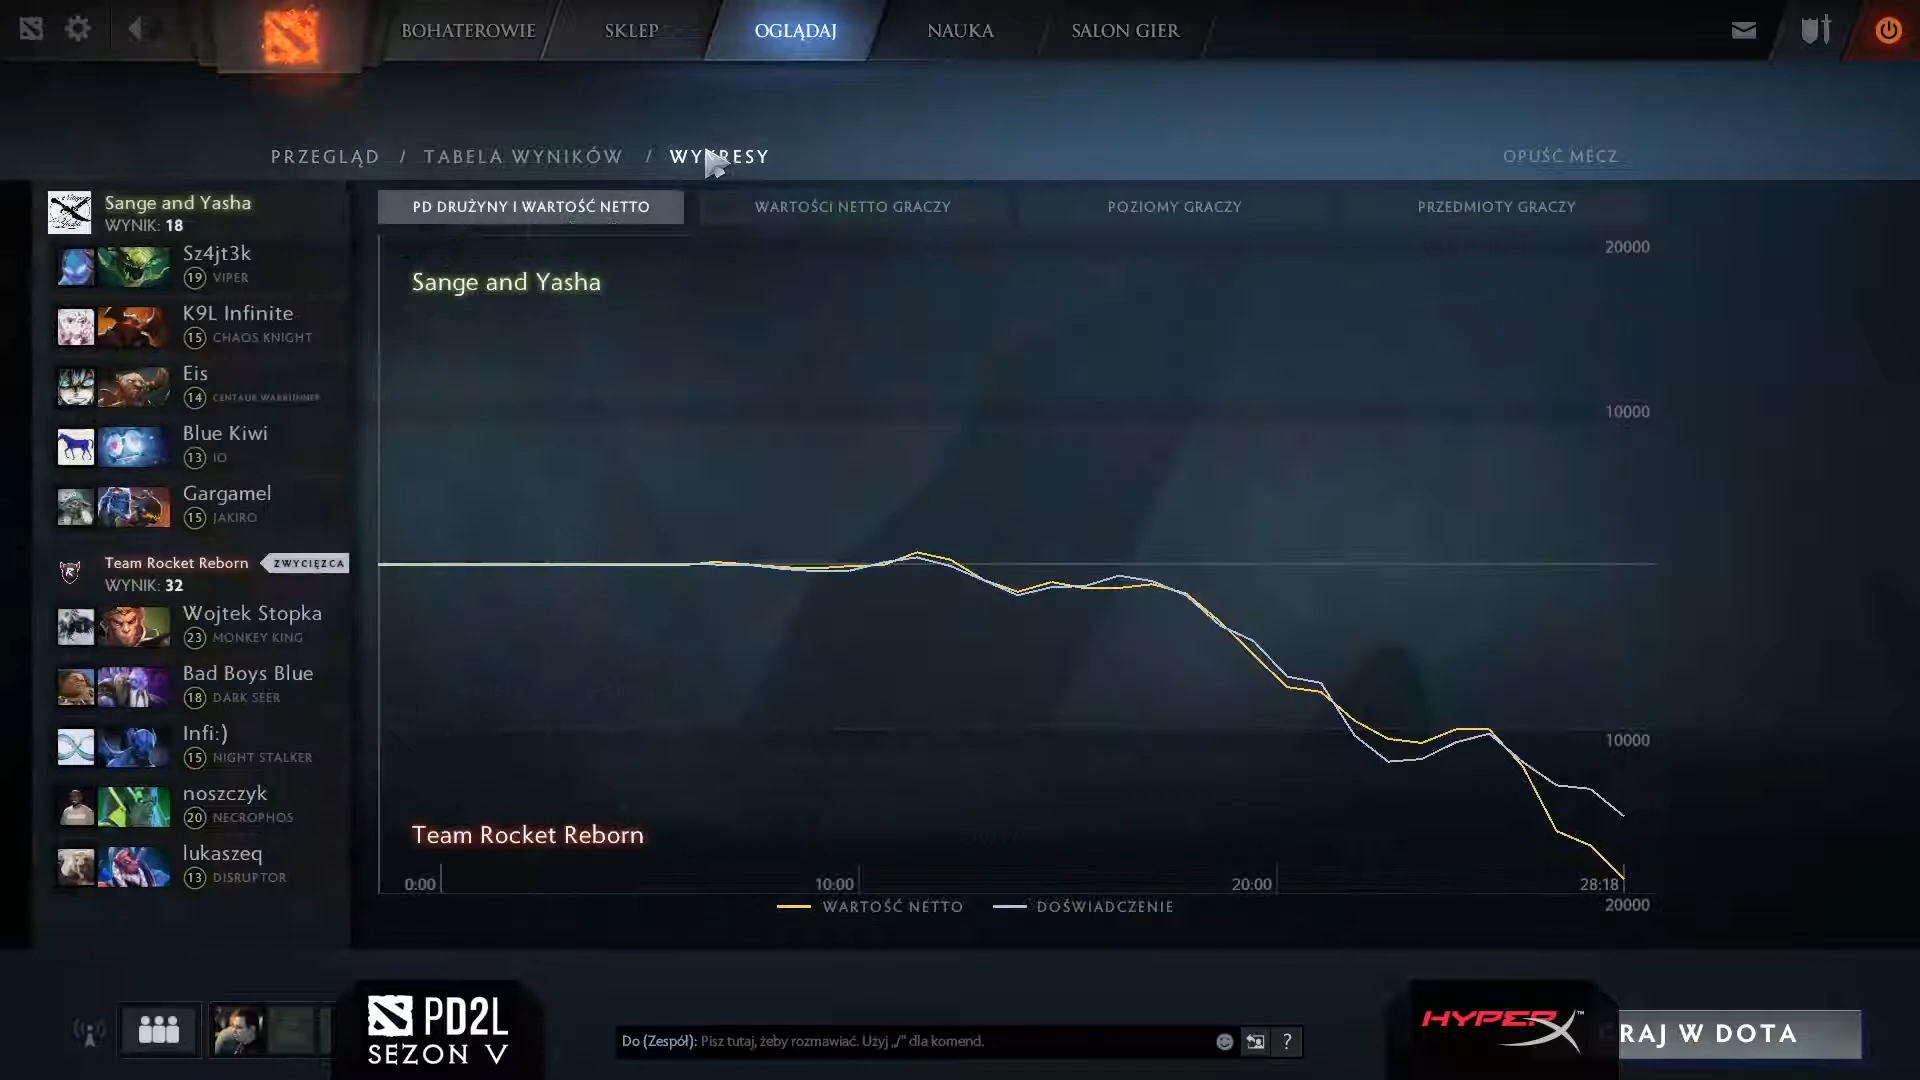 BOHATEROWIE
SKLEP
OGLĄDAJ
NAUKA
SALON GIER
PRZEGLĄD / TABELA WYNIKÓW / WYKRESY
OPUŚĆ MECZ
Sange and Yasha
WYNIK: 18
Sz4jt3k
19 VIPER
K9L Infinite
15 CHAOS KNIGHT
Eis
14 CENTAUR WARRUNNER
Blue Kiwi
13 IO
Gargamel
15 JAKIRO
Team Rocket Reborn
ZWYCIĘZCA
WYNIK: 32
Wojtek Stopka
23 MONKEY KING
Bad Boys Blue
18 DARK SEER
Infi:)
15 NIGHT STALKER
noszczyk
20 NECROPHOS
lukaszeq
13 DISRUPTOR
PD DRUŻYNY I WARTOŚĆ NETTO
WARTOŚCI NETTO GRACZY
POZIOMY GRACZY
PRZEDMIOTY GRACZY
20000
Sange and Yasha
10000
10000
Team Rocket Reborn
0:00
10:00
20:00
28:18
20000
WARTOŚĆ NETTO
DOŚWIADCZENIE
PD2L
SEZON V
Do (Zespół): Pisz tutaj, żeby rozmawiać. Użyj „/” dla komend.
?
HYPERX™
RAJ W DOTA